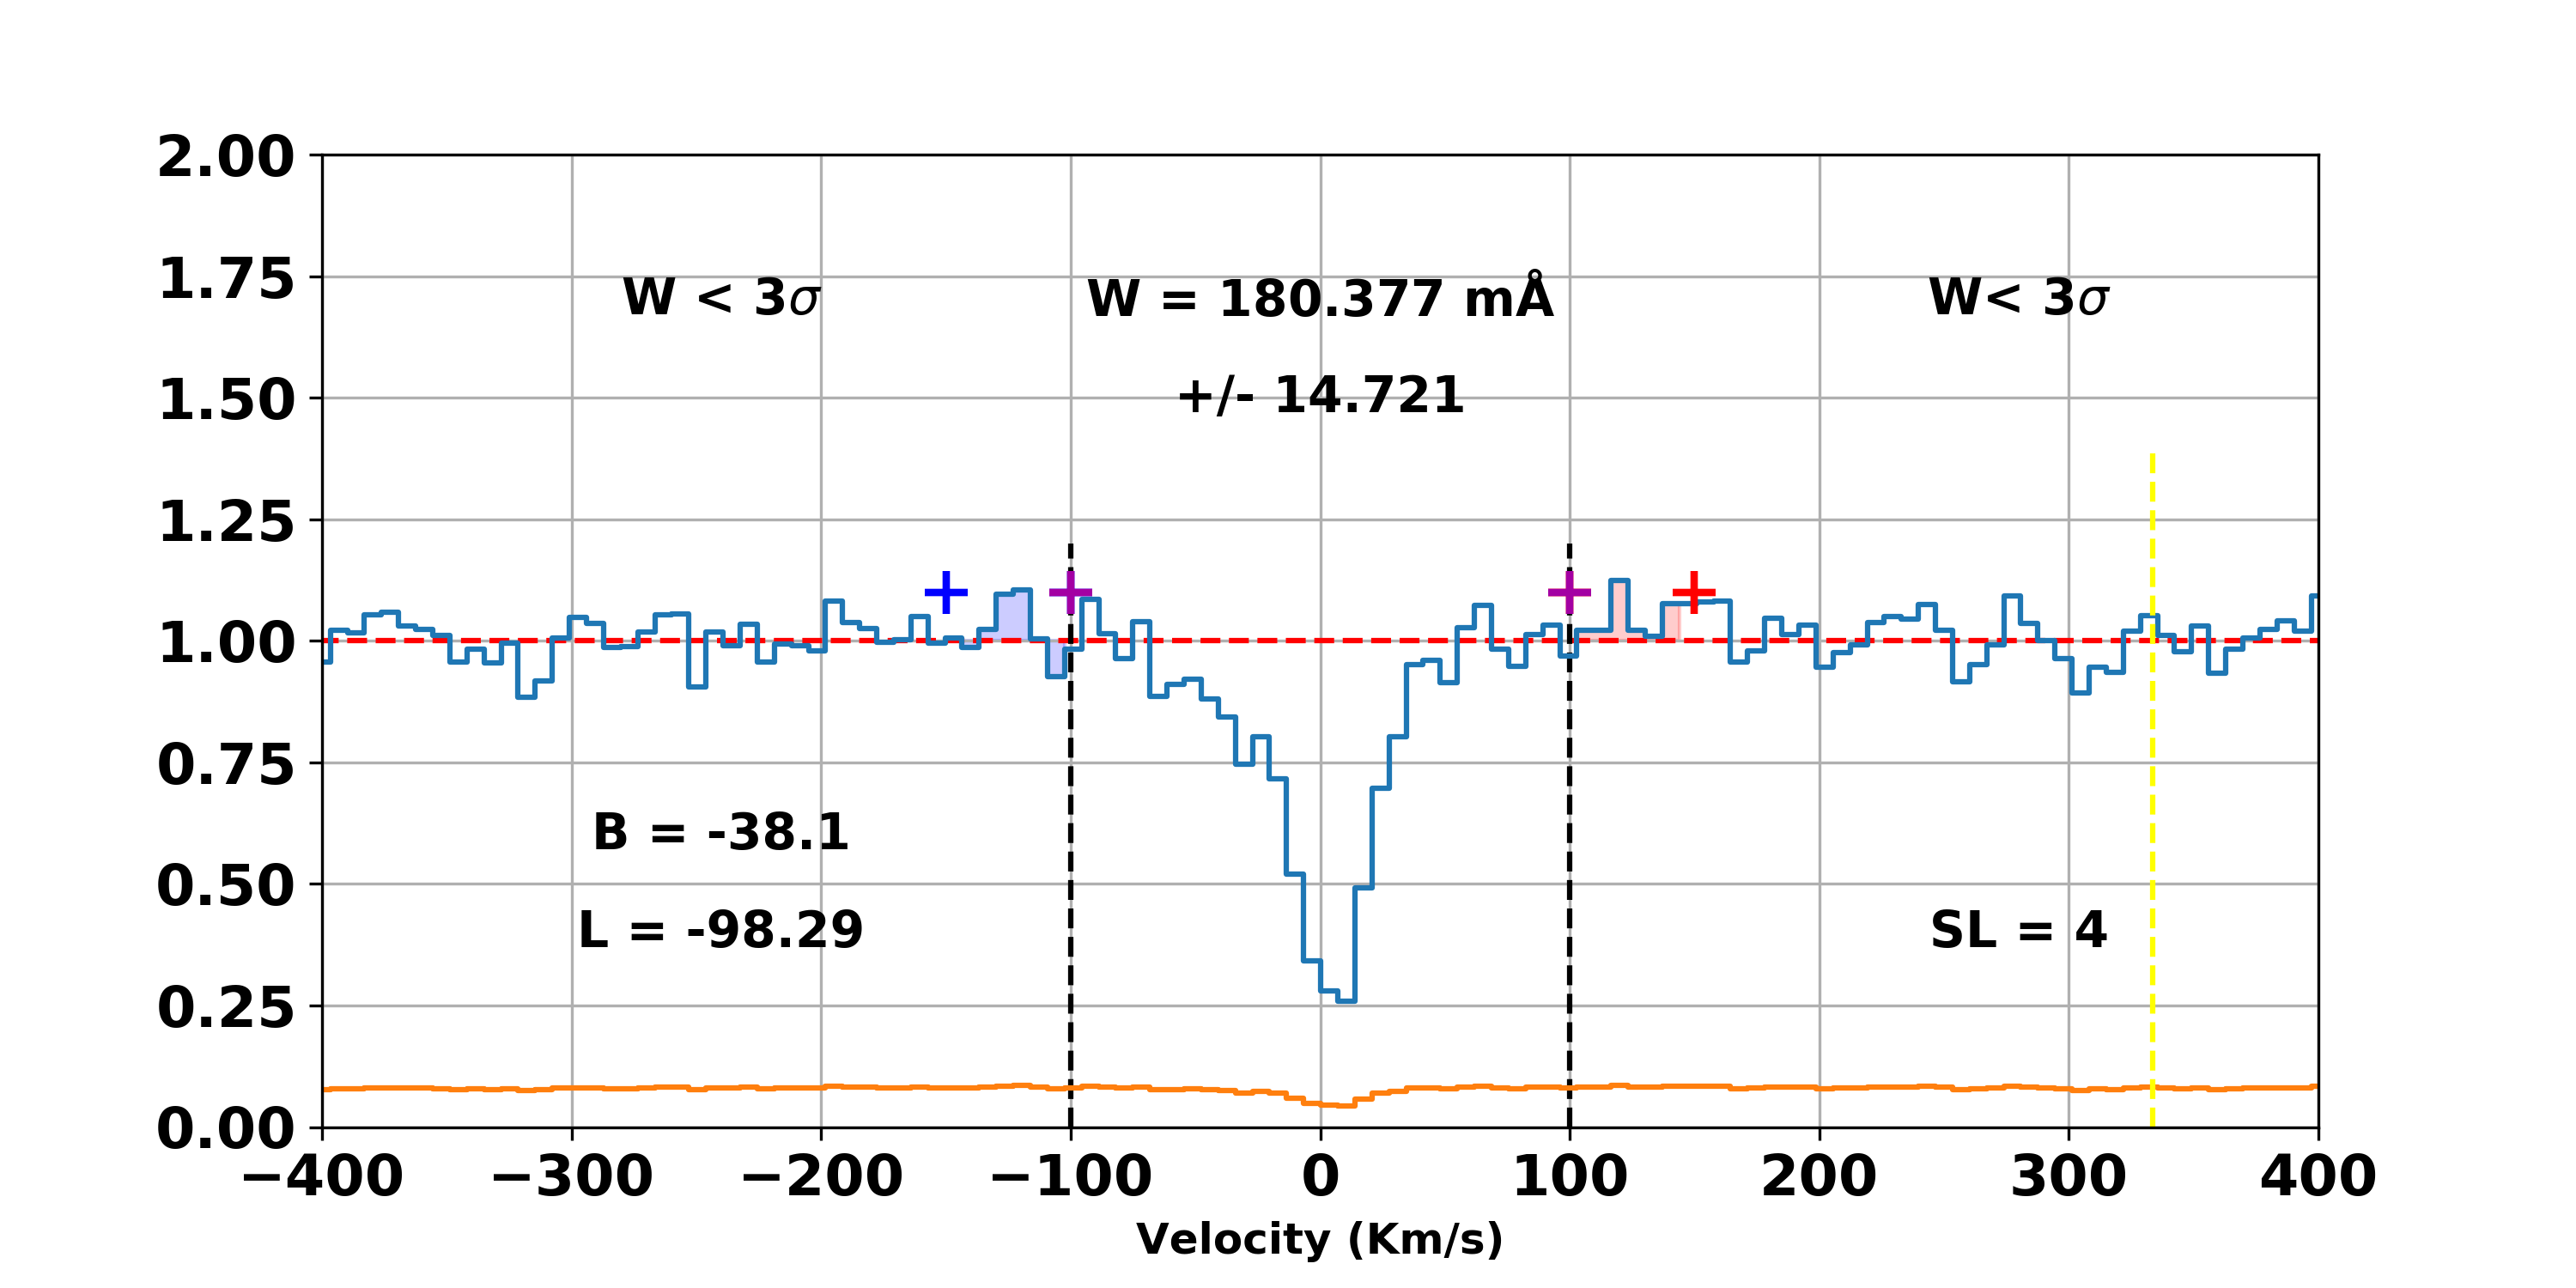 2.00
1.75
1.50
1.25
1.00
0.75
0.50
0.25
0.00
W < 3σ
W = 180.377 mÅ
+/- 14.721
W< 3σ
B = -38.1
L = -98.29
SL = 4
−400 −300 −200 −100 0 100 200 300 400
Velocity (Km/s)